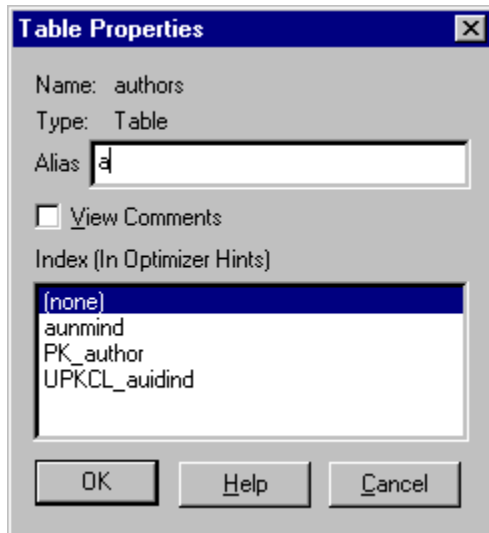 Table Properties
Name: authors
Type: Table
Alias a
View Comments
Index (In Optimizer Hints)
(none)
aunmind
PK_author
UPKCL_auidind
OK Help Cancel